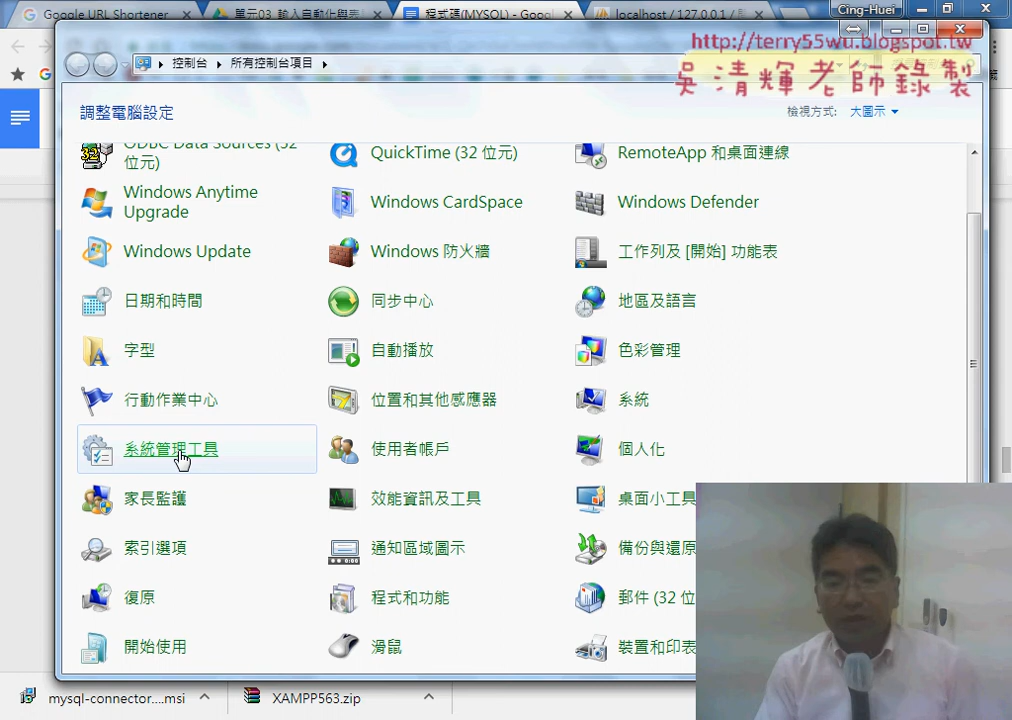 Google URL Shortener
單元03_輸入自動化與表
程式碼(MYSQL) - Goog
localhost / 127.0.0.1 /
Cing-Huei
http://terry55wu.blogspot.tw
吳清輝老師錄製
控制台 ▸ 所有控制台項目 ▸
調整電腦設定
檢視方式: 大圖示
ODBC Data Sources (32 位元)
QuickTime (32 位元)
RemoteApp 和桌面連線
Windows Anytime Upgrade
Windows CardSpace
Windows Defender
Windows Update
Windows 防火牆
工作列及 [開始] 功能表
日期和時間
同步中心
地區及語言
字型
自動播放
色彩管理
行動作業中心
位置和其他感應器
系統
系統管理工具
使用者帳戶
個人化
家長監護
效能資訊及工具
桌面小工具
索引選項
通知區域圖示
備份與還原
復原
程式和功能
郵件 (32 位
開始使用
滑鼠
裝置和印表
mysql-connector....msi
XAMPP563.zip